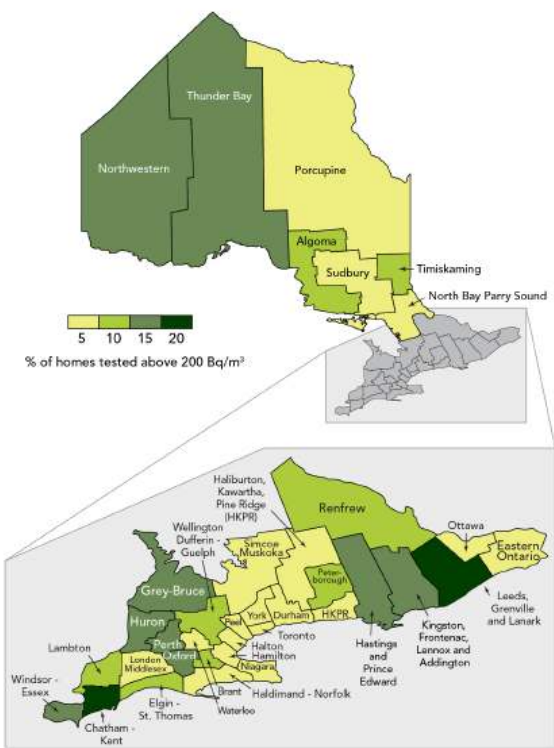 Thunder Bay
Northwestern
Porcupine
Algoma
Sudbury
Timiskaming
North Bay Parry Sound
5 10 15 20
% of homes tested above 200 Bq/m³
Haliburton,
Kawartha,
Pine Ridge
(HKPR)
Renfrew
Wellington
Dufferin -
Guelph
Simcoe
Muskoka
Ottawa
Eastern
Ontario
Grey-Bruce
Peter-
borough
Huron
Peel
York
Durham
HKPR
Leeds,
Grenville
and Lanark
Toronto
Perth
Oxford
Halton
Hamilton
Kingston,
Frontenac,
Lennox and
Addington
Hastings
and Prince
Edward
Lambton
London
Middlesex
Niagara
Windsor -
Essex
Brant
Haldimand - Norfolk
Elgin -
St. Thomas
Waterloo
Chatham -
Kent